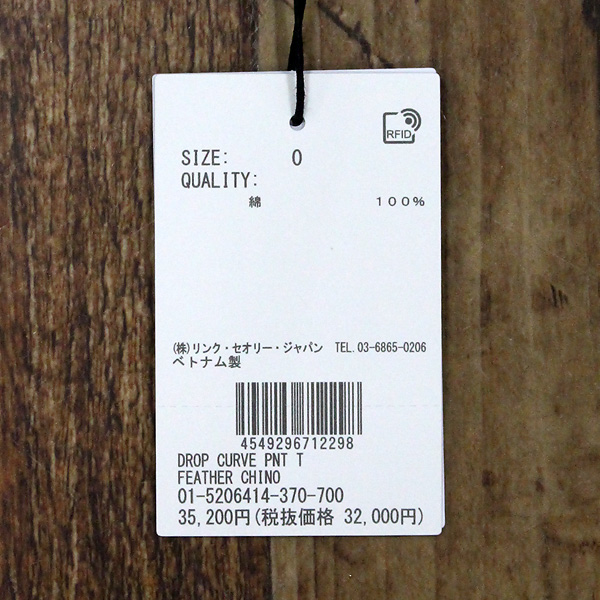 RFID
SIZE: 0
QUALITY:
綿 100%
(株)リンク・セオリー・ジャパン TEL.03-6865-0206
ベトナム製
4549296712298
DROP CURVE PNT T
FEATHER CHINO
01-5206414-370-700
35,200円(税抜価格 32,000円)